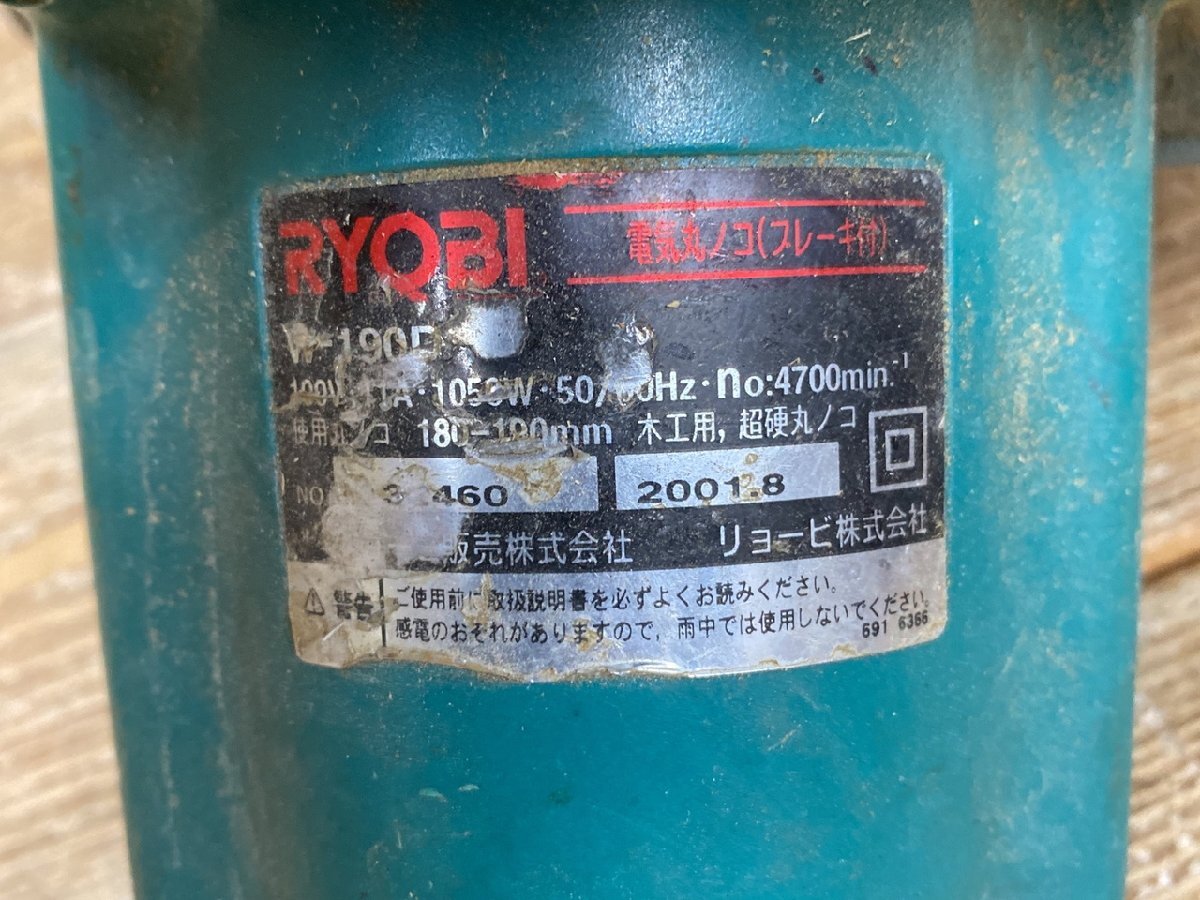 RYOBI
電気丸ノコ(ブレーキ付)
W-190
100V 1050W・50/60Hz・no:4700min.-1
使用丸ノコ 180-190mm 木工用, 超硬丸ノコ
NO. 460 2001.8
販売株式会社 リョービ株式会社
⚠ 警告 ご使用前に取扱説明書を必ずよくお読みください。
感電のおそれがありますので, 雨中では使用しないでください。
591 6355